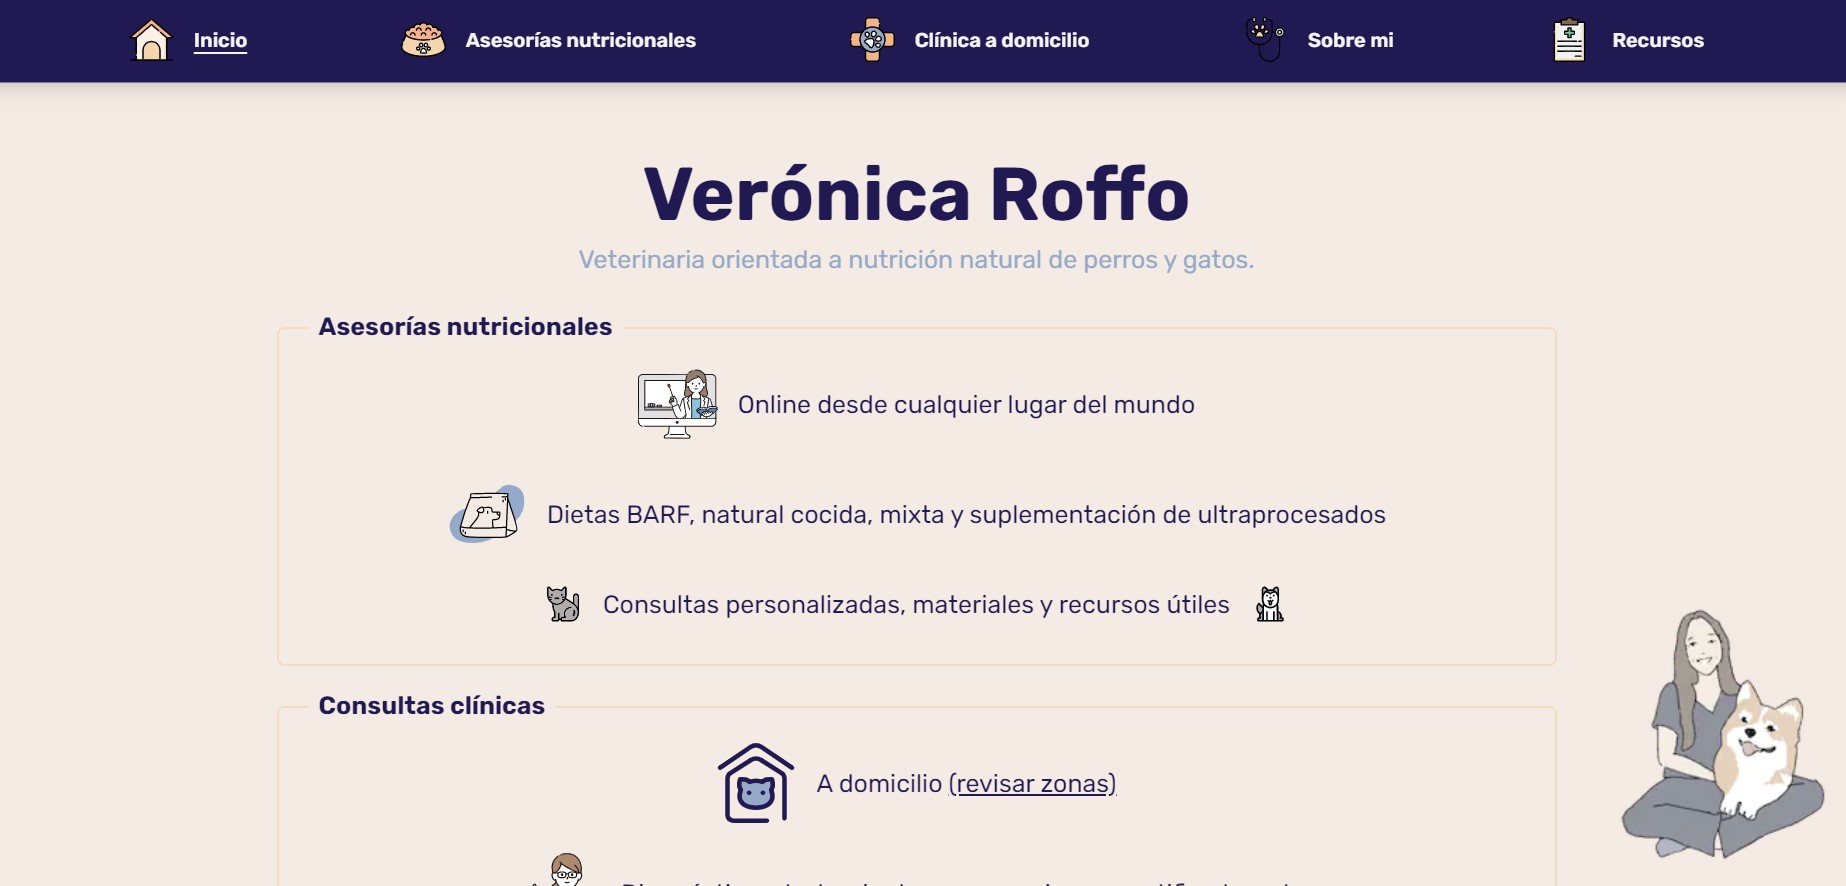 Inicio
Asesorías nutricionales
Clínica a domicilio
Sobre mi
Recursos
Verónica Roffo
Veterinaria orientada a nutrición natural de perros y gatos.
Asesorías nutricionales
Online desde cualquier lugar del mundo
Dietas BARF, natural cocida, mixta y suplementación de ultraprocesados
Consultas personalizadas, materiales y recursos útiles
Consultas clínicas
A domicilio (revisar zonas)